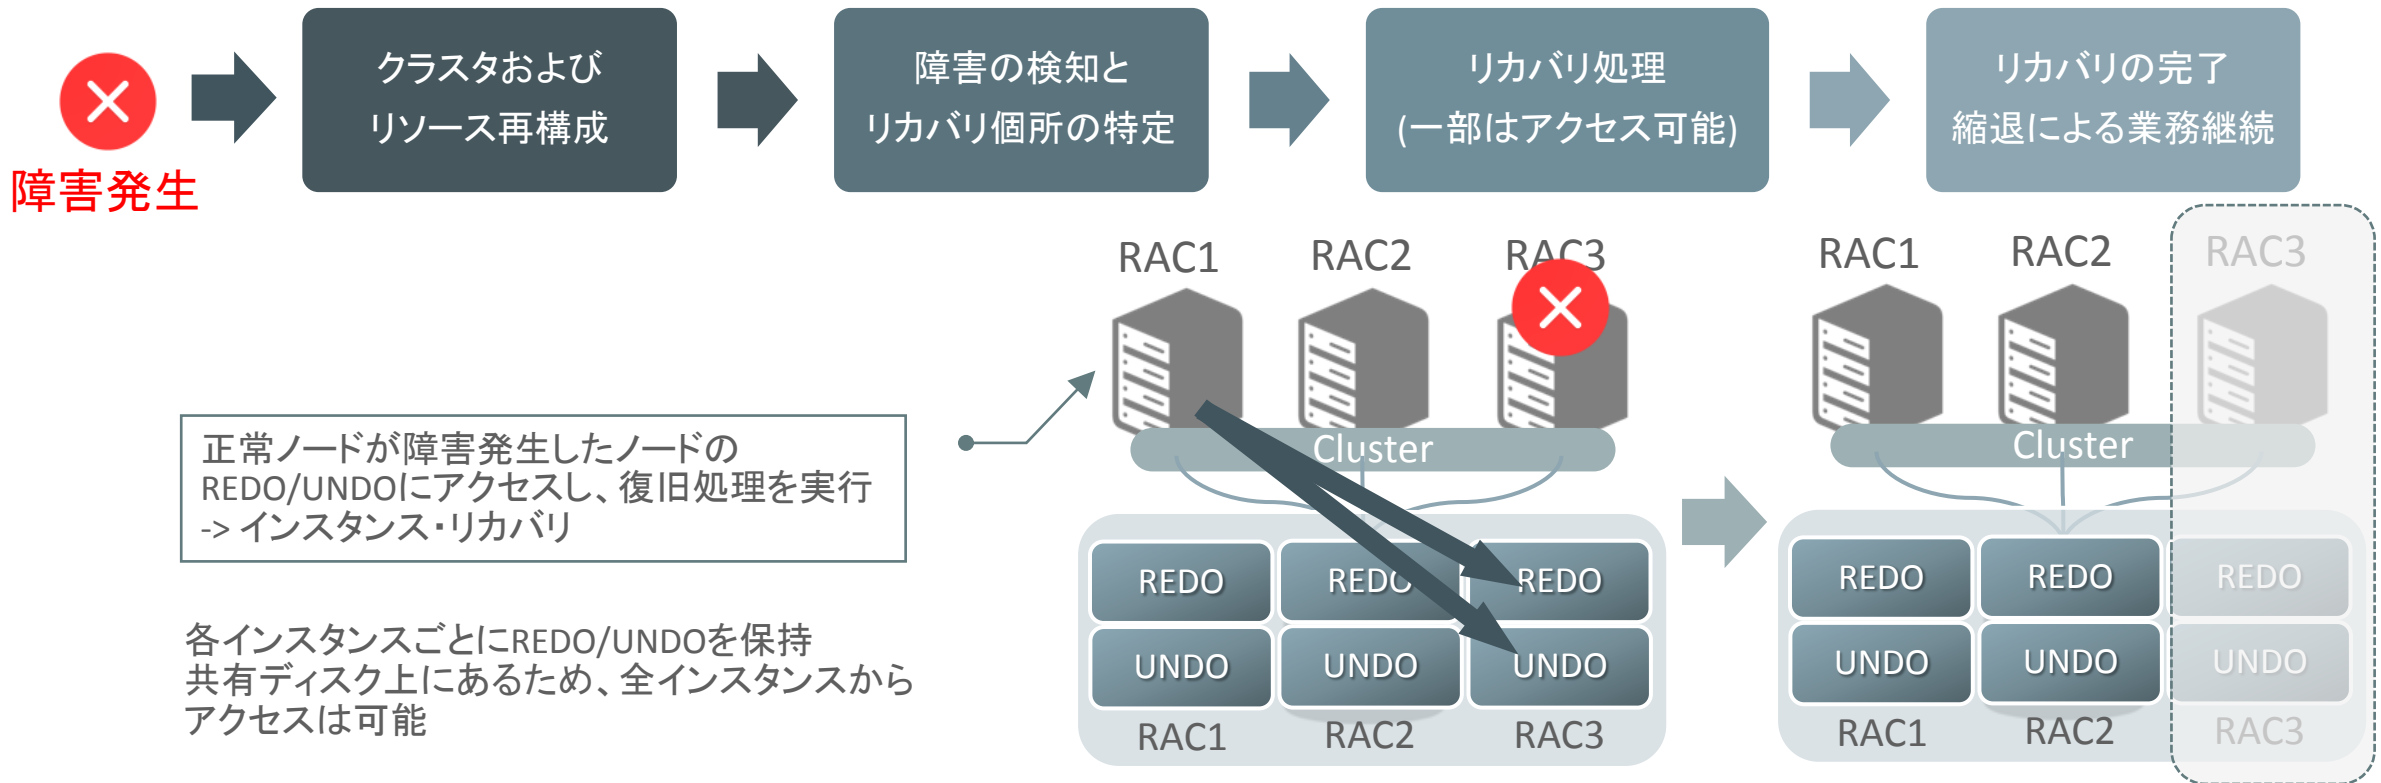 障害発生
クラスタおよび
リソース再構成
障害の検知と
リカバリ個所の特定
リカバリ処理
(一部はアクセス可能)
リカバリの完了
縮退による業務継続
正常ノードが障害発生したノードの
REDO/UNDOにアクセスし、復旧処理を実行
-> インスタンス・リカバリ
各インスタンスごとにREDO/UNDOを保持
共有ディスク上にあるため、全インスタンスから
アクセスは可能
RAC1 RAC2 RAC3
Cluster
REDO REDO REDO
UNDO UNDO UNDO
RAC1 RAC2 RAC3
RAC1 RAC2 RAC3
Cluster
REDO REDO REDO
UNDO UNDO UNDO
RAC1 RAC2 RAC3